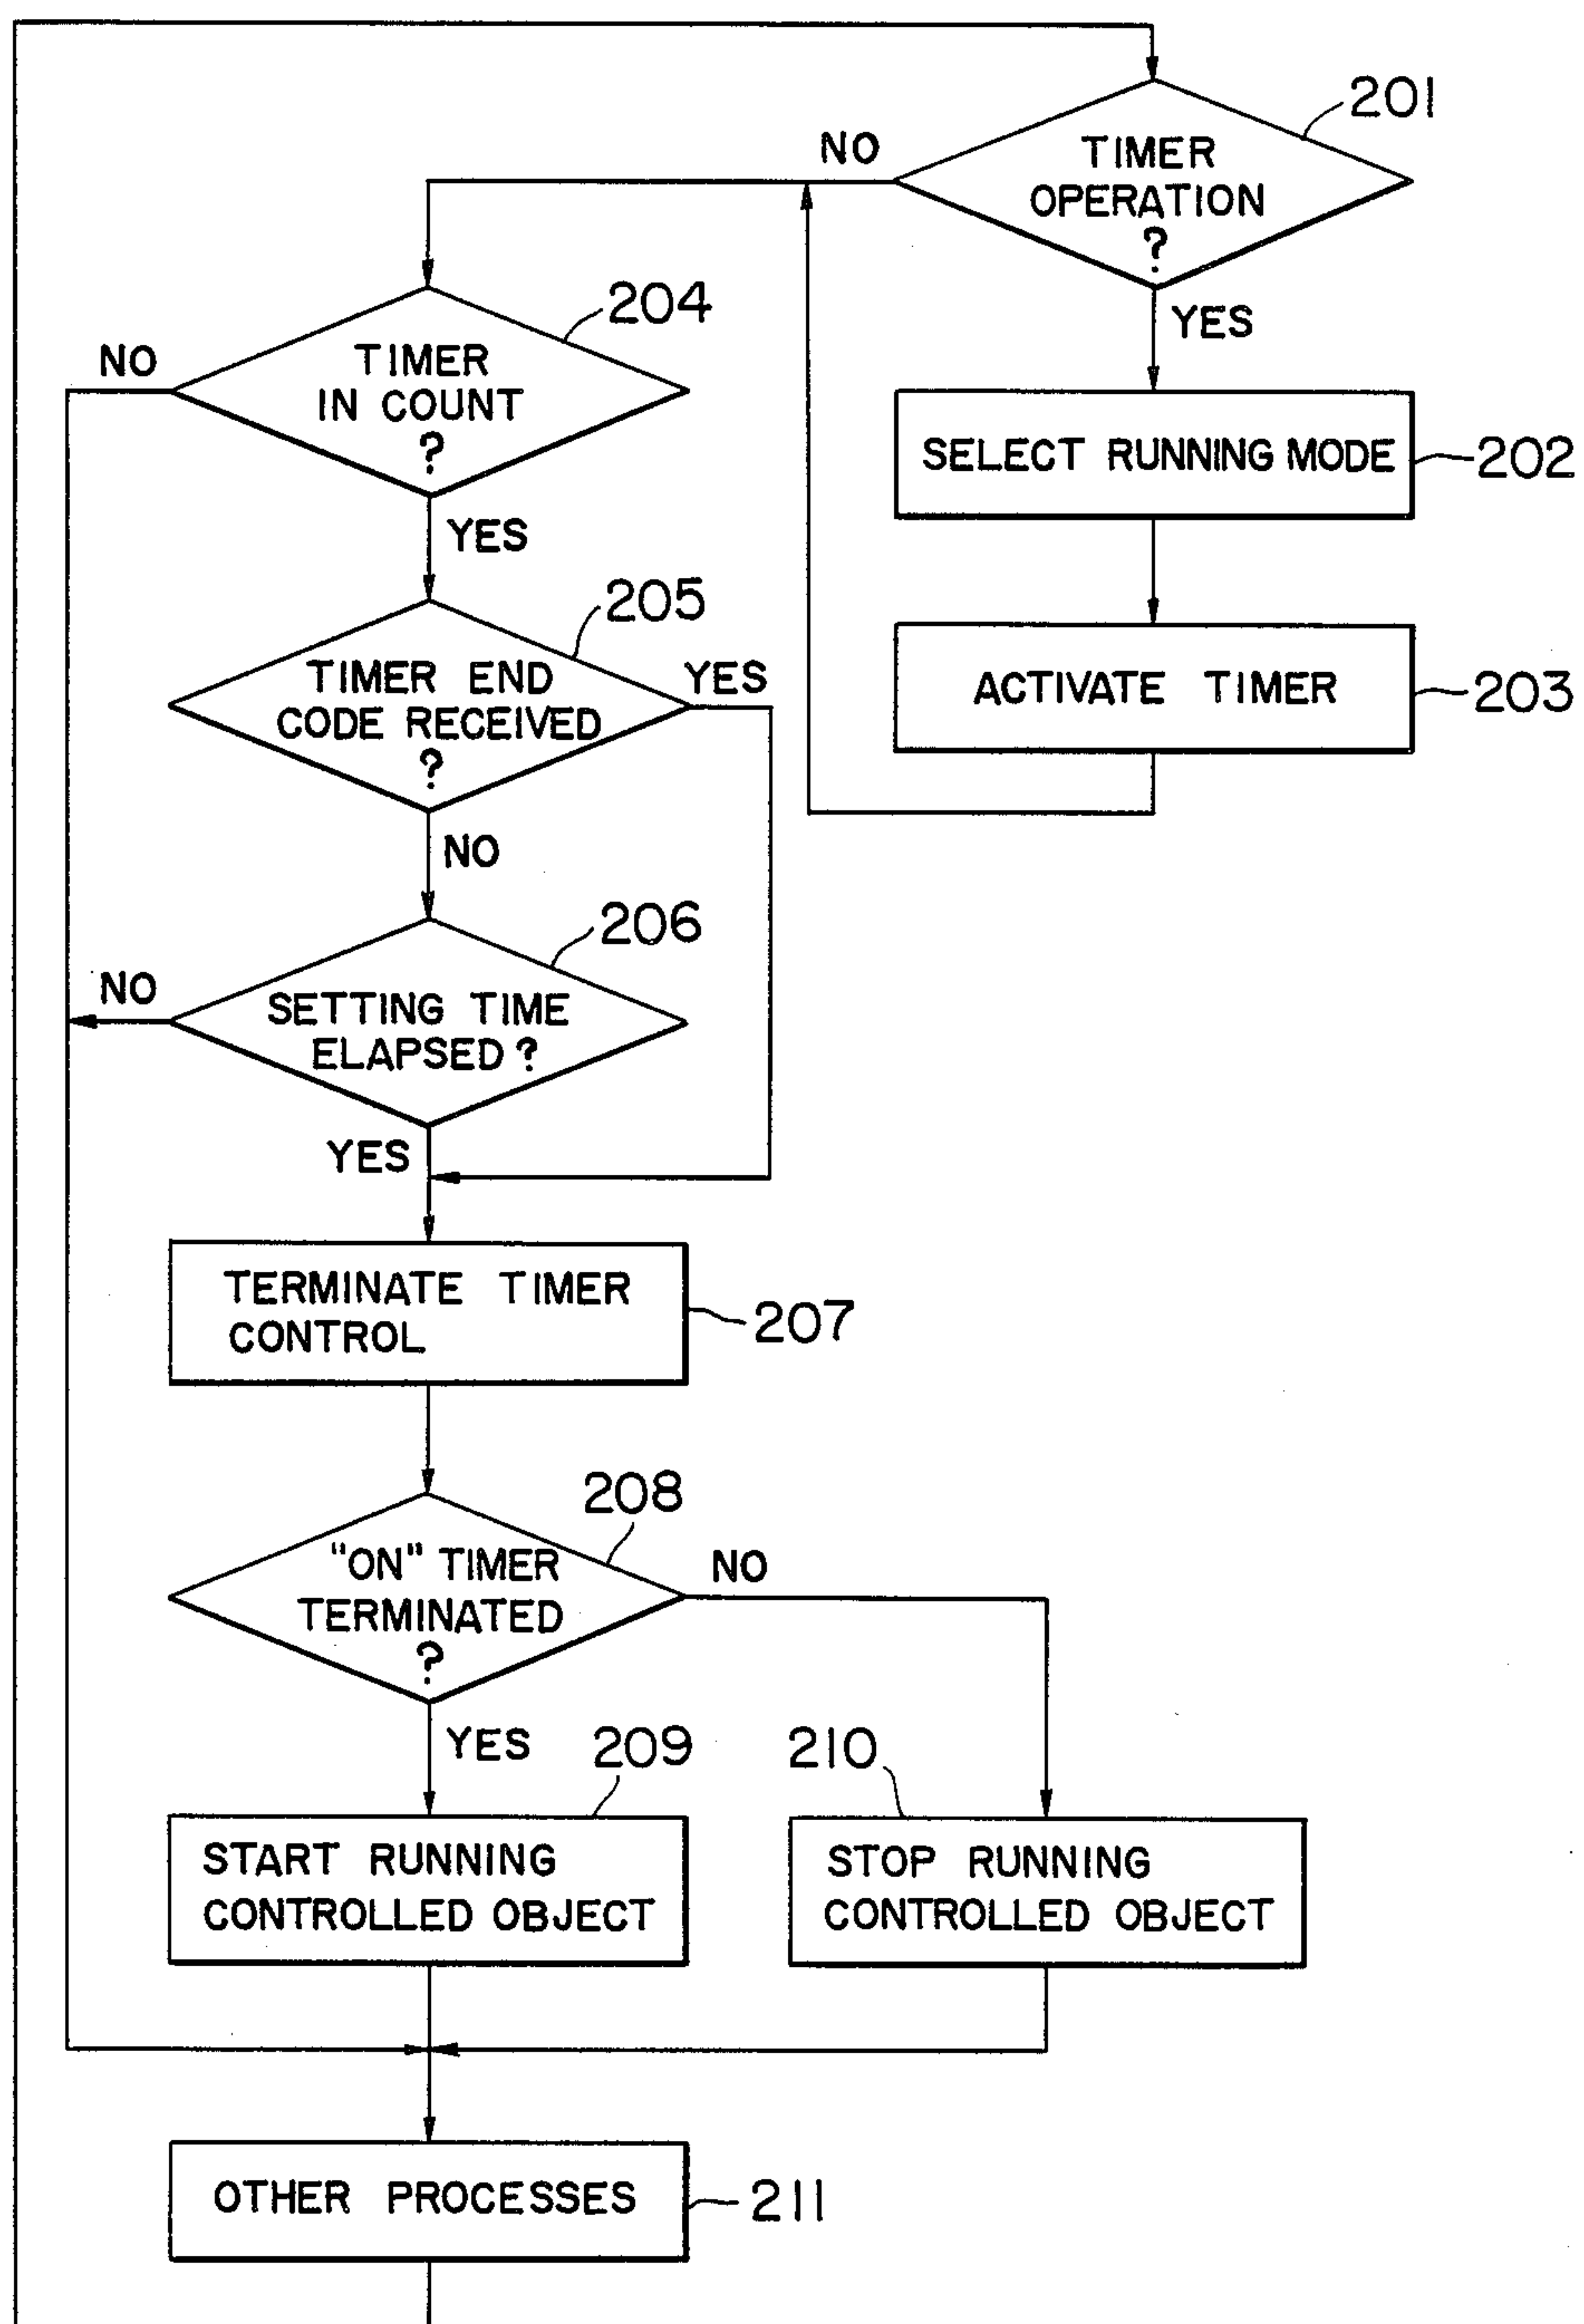 201
TIMER
OPERATION
?
NO
YES
SELECT RUNNING MODE
202
ACTIVATE TIMER
203
204
TIMER
IN COUNT
?
NO
YES
205
TIMER END
CODE RECEIVED
?
YES
NO
206
SETTING TIME
ELAPSED ?
NO
YES
TERMINATE TIMER
CONTROL
207
208
"ON" TIMER
TERMINATED
?
NO
YES
209
START RUNNING
CONTROLLED OBJECT
210
STOP RUNNING
CONTROLLED OBJECT
OTHER PROCESSES
211